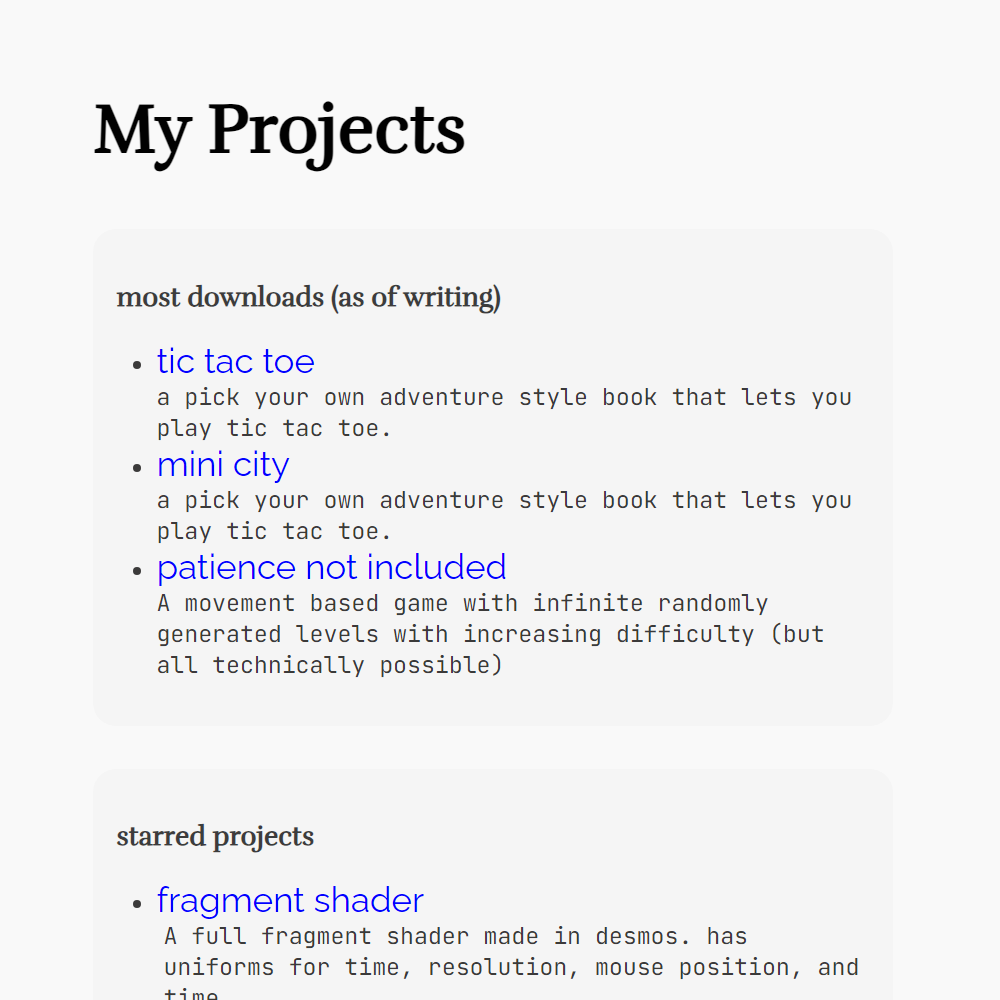 My Projects
most downloads (as of writing)
tic tac toe
a pick your own adventure style book that lets you
play tic tac toe.
mini city
a pick your own adventure style book that lets you
play tic tac toe.
patience not included
A movement based game with infinite randomly
generated levels with increasing difficulty (but
all technically possible)
starred projects
fragment shader
A full fragment shader made in desmos. has
uniforms for time, resolution, mouse position, and
time